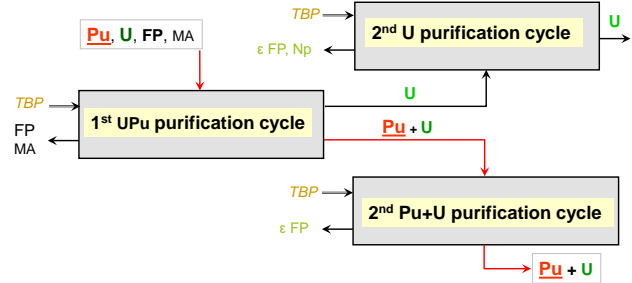 TBP
2nd U purification cycle
U
ε FP, Np
Pu, U, FP, MA
TBP
1st UPu purification cycle
U
Pu + U
FP
MA
TBP
2nd Pu+U purification cycle
ε FP
Pu + U